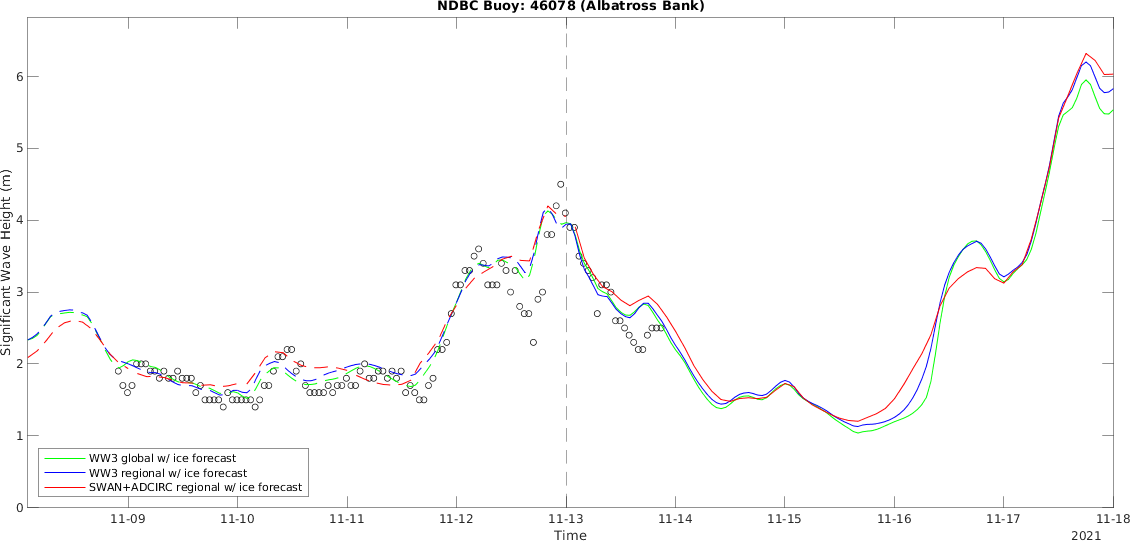 NDBC Buoy: 46078 (Albatross Bank)
Significant Wave Height (m)
6
5
4
3
2
1
0
WW3 global w/ ice forecast
WW3 regional w/ ice forecast
SWAN+ADCIRC regional w/ ice forecast
11-09 11-10 11-11 11-12 11-13 11-14 11-15 11-16 11-17 11-18
Time
2021